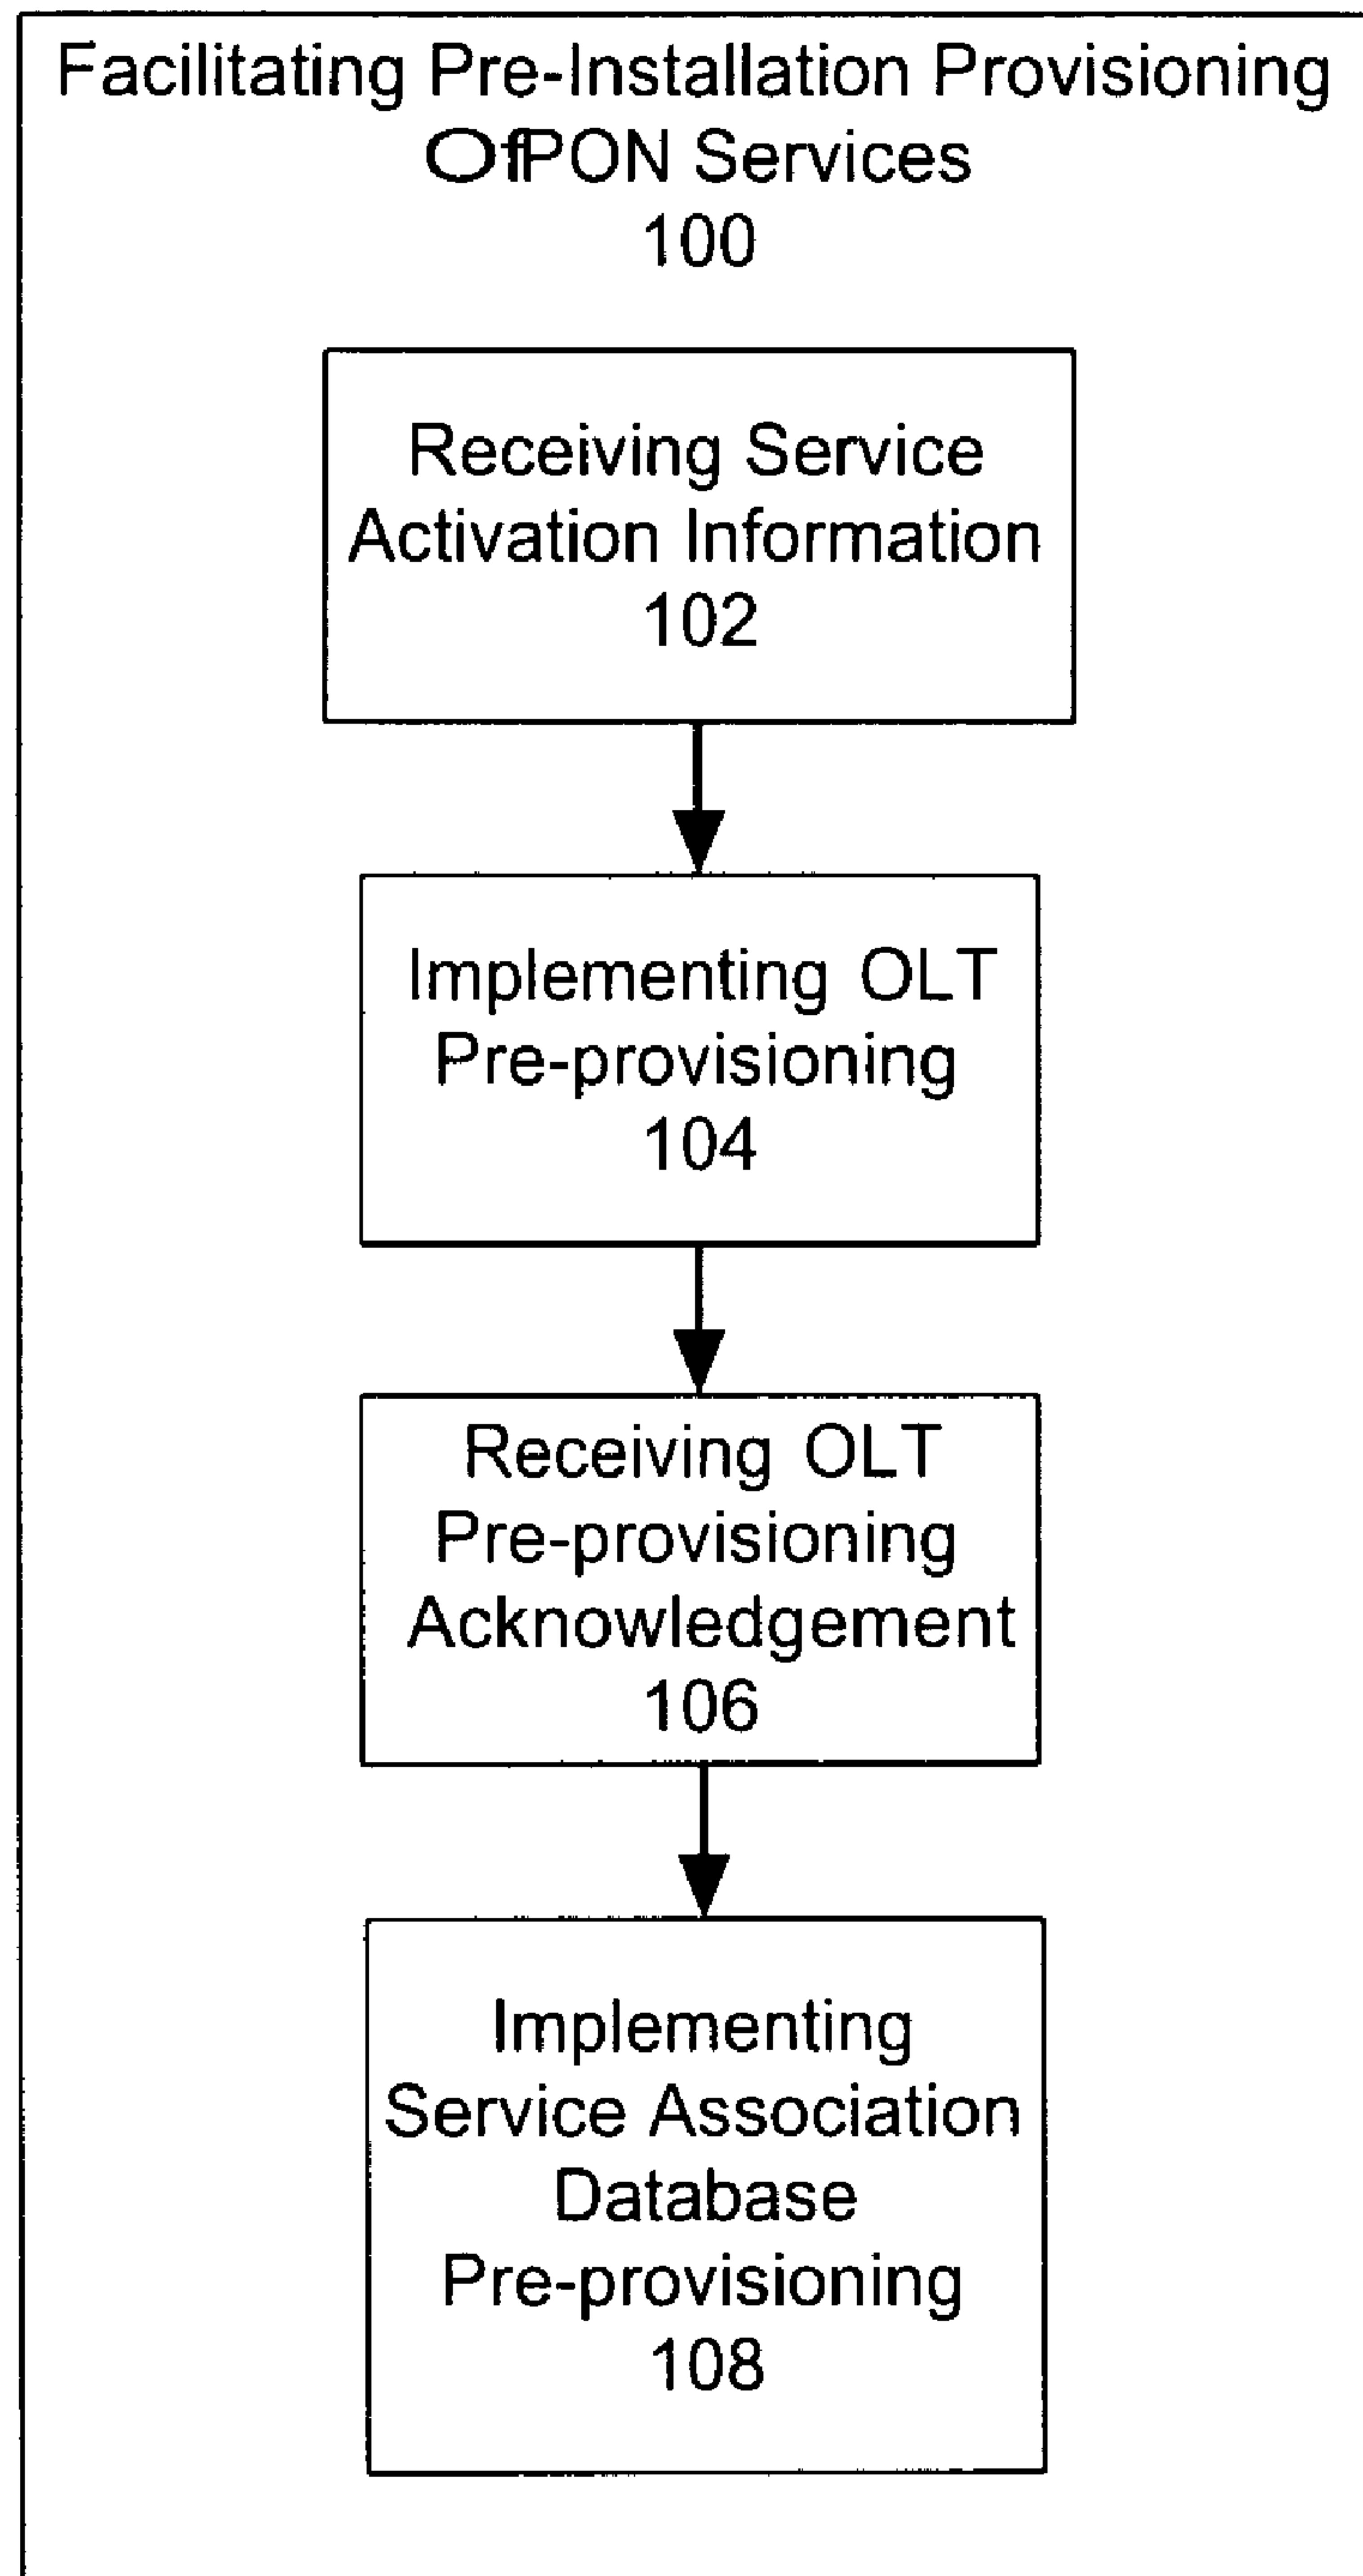 Facilitating Pre-Installation Provisioning
OfPON Services
100
Receiving Service
Activation Information
102
Implementing OLT
Pre-provisioning
104
Receiving OLT
Pre-provisioning
Acknowledgement
106
Implementing
Service Association
Database
Pre-provisioning
108